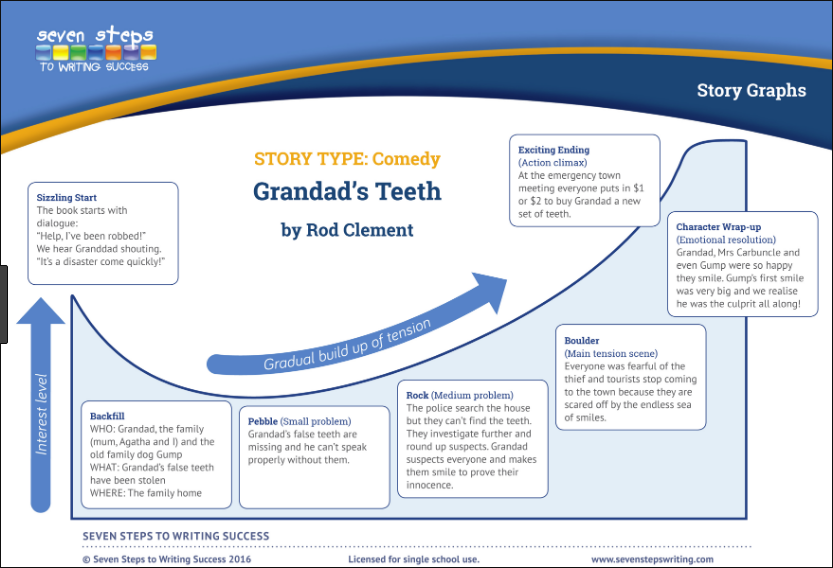 seven steps
TO WRITING SUCCESS
Story Graphs
STORY TYPE: Comedy
Grandad's Teeth
by Rod Clement
Sizzling Start
The book starts with
dialogue:
“Help, I've been robbed!”
We hear Granddad shouting.
“It's a disaster come quickly!”
Interest level
Gradual build up of tension
Backfill
WHO: Grandad, the family
(mum, Agatha and I) and the
old family dog Gump
WHAT: Grandad's false teeth
have been stolen
WHERE: The family home
Pebble (Small problem)
Grandad's false teeth are
missing and he can't speak
properly without them.
Rock (Medium problem)
The police search the house
but they can't find the teeth.
They investigate further and
round up suspects. Grandad
suspects everyone and makes
them smile to prove their
innocence.
Boulder
(Main tension scene)
Everyone was fearful of the
thief and tourists stop coming
to the town because they are
scared off by the endless sea
of smiles.
Exciting Ending
(Action climax)
At the emergency town
meeting everyone puts in $1
or $2 to buy Grandad a new
set of teeth.
Character Wrap-up
(Emotional resolution)
Grandad, Mrs Carbuncle and
even Gump were so happy
they smile. Gump's first smile
was very big and we realise
he was the culprit all along!
SEVEN STEPS TO WRITING SUCCESS
© Seven Steps to Writing Success 2016
Licensed for single school use.
www.sevenstepswriting.com